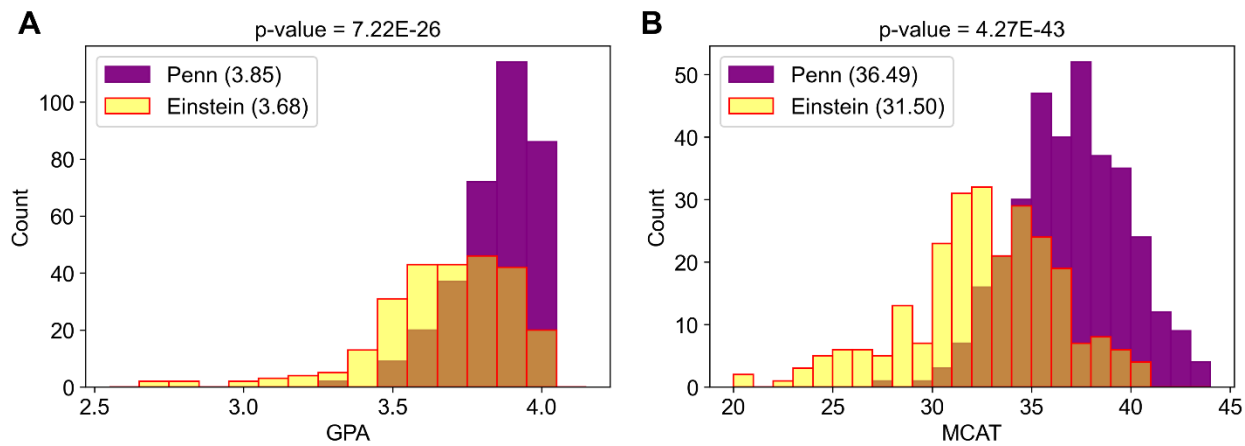 A
p-value = 7.22E-26
Penn (3.85)
Einstein (3.68)
Count
100
80
60
40
20
0
2.5 3.0 3.5 4.0
GPA
B
p-value = 4.27E-43
Penn (36.49)
Einstein (31.50)
Count
50
40
30
20
10
0
20 25 30 35 40 45
MCAT